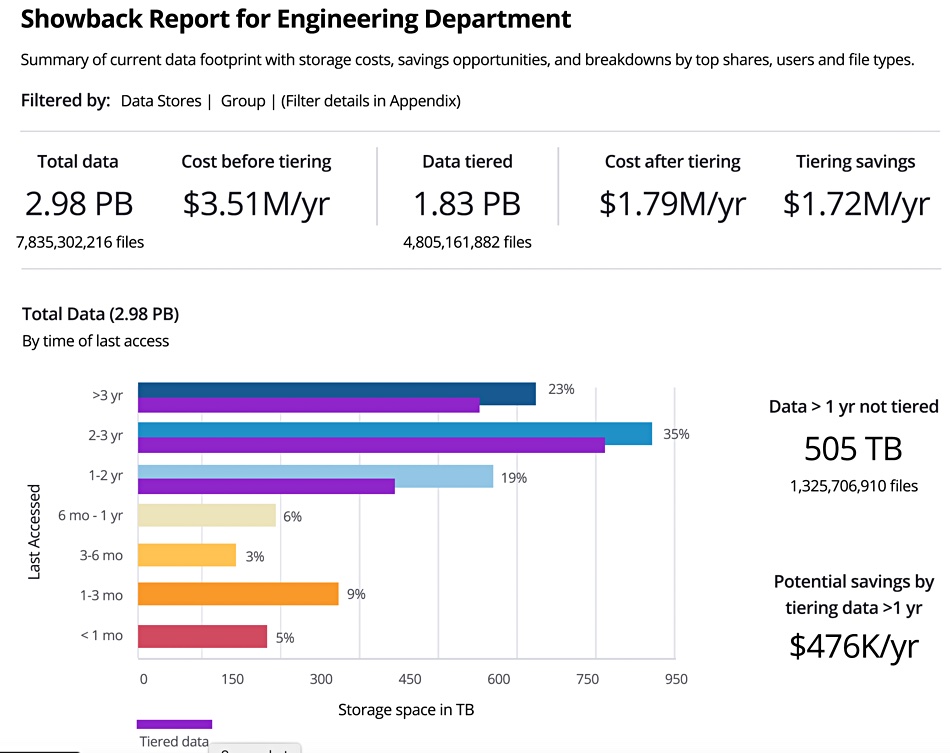 Showback Report for Engineering Department
Summary of current data footprint with storage costs, savings opportunities, and breakdowns by top shares, users and file types.
Filtered by: Data Stores | Group | (Filter details in Appendix)
Total data
2.98 PB
7,835,302,216 files
Cost before tiering
$3.51M/yr
Data tiered
1.83 PB
4,805,161,882 files
Cost after tiering
$1.79M/yr
Tiering savings
$1.72M/yr
Total Data (2.98 PB)
By time of last access
Last Accessed
>3 yr 23%
2-3 yr 35%
1-2 yr 19%
6 mo - 1 yr 6%
3-6 mo 3%
1-3 mo 9%
< 1 mo 5%
0 150 300 450 600 750 950
Storage space in TB
Tiered data
Data > 1 yr not tiered
505 TB
1,325,706,910 files
Potential savings by
tiering data >1 yr
$476K/yr